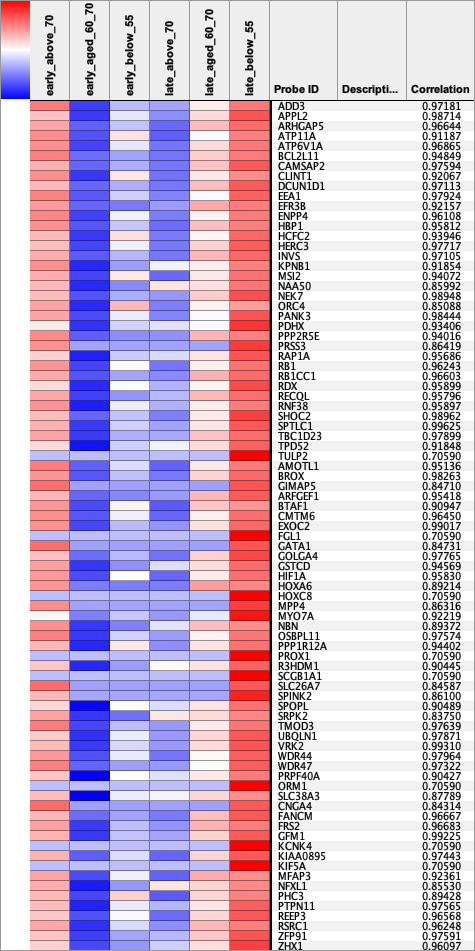 early_above_70 early_aged_60_70 early_below_55 late_above_70 late_aged_60_70 late_below_55
Probe ID Descripti... Correlation
ADD3 0.97181
APPL2 0.98714
ARHGAP5 0.96644
ATP11A 0.91187
ATP6V1A 0.96865
BCL2L11 0.94849
CAMSAP2 0.97594
CLINT1 0.92067
DCUN1D1 0.97113
EEA1 0.97924
EFR3B 0.92157
ENPP4 0.96108
HBP1 0.95812
HCFC2 0.93946
HERC3 0.97717
INVS 0.97105
KPNB1 0.91854
MSI2 0.94072
NAA50 0.85992
NEK7 0.98948
ORC4 0.85088
PANK3 0.98444
PDHX 0.93406
PPP2R5E 0.94016
PRSS3 0.86419
RAP1A 0.95686
RB1 0.96243
RB1CC1 0.96603
RDX 0.95899
RECQL 0.95796
RNF38 0.95897
SHOC2 0.98962
SPTLC1 0.99625
TBC1D23 0.97899
TPD52 0.91848
TULP2 0.70590
AMOTL1 0.95136
BROX 0.98263
GIMAP5 0.84710
ARFGEF1 0.95418
BTAF1 0.90947
CMTM6 0.96450
EXOC2 0.99017
FGL1 0.70590
GATA1 0.84731
GOLGA4 0.97765
GSTCD 0.94569
HIF1A 0.95830
HOXA6 0.89214
HOXC8 0.70590
MPP4 0.86316
MYO7A 0.92219
NBN 0.89372
OSBPL11 0.97574
PPP1R12A 0.94402
PROX1 0.70590
R3HDM1 0.90445
SCGB1A1 0.70590
SLC26A7 0.84587
SPINK2 0.86100
SPOPL 0.90489
SRPK2 0.83750
TMOD3 0.97639
UBQLN1 0.97871
VRK2 0.99310
WDR44 0.97964
WDR47 0.97322
PRPF40A 0.90427
ORM1 0.70590
SLC38A3 0.87789
CNGA4 0.84314
FANCM 0.96667
FRS2 0.96683
GFM1 0.99225
KCNK4 0.70590
KIAA0895 0.97443
KIF5A 0.70590
MFAP3 0.92361
NFXL1 0.85530
PHC3 0.89428
PTPN11 0.97565
REEP3 0.96568
RSRC1 0.96248
ZFP91 0.97591
ZHX1 0.96097